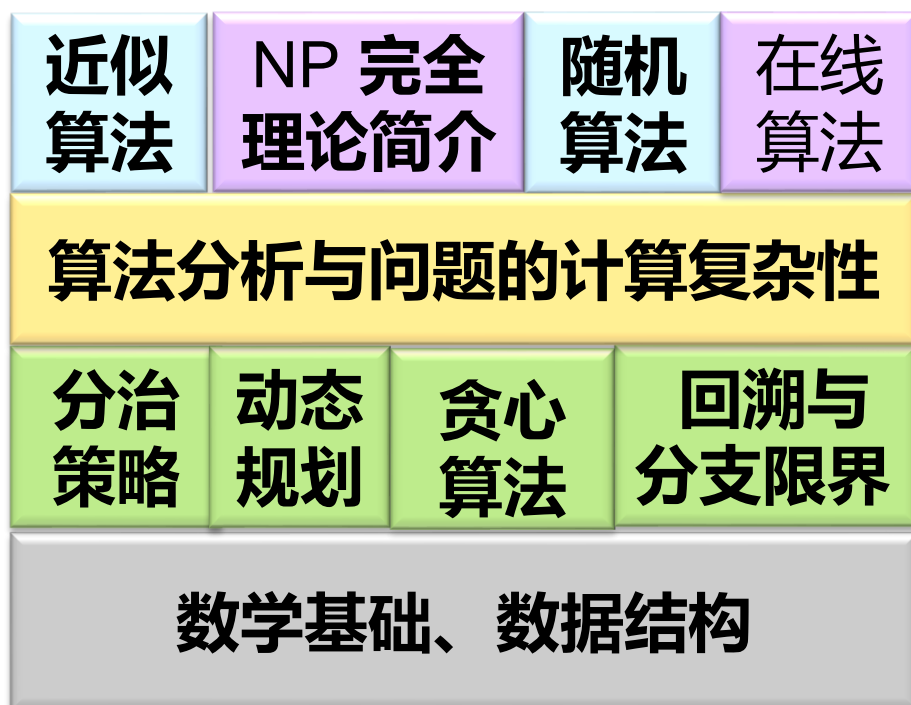 近似
算法
NP 完全
理论简介
随机
算法
在线
算法
算法分析与问题的计算复杂性
分治
策略
动态
规划
贪心
算法
回溯与
分支限界
数学基础、数据结构